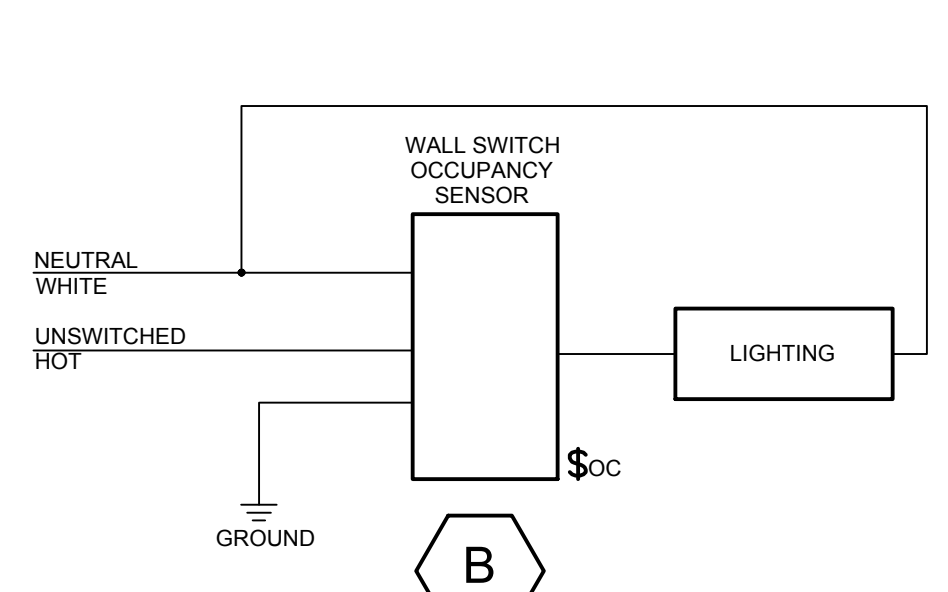 WALL SWITCH
OCCUPANCY
SENSOR
NEUTRAL
WHITE
UNSWITCHED
HOT
LIGHTING
$OC
GROUND
B